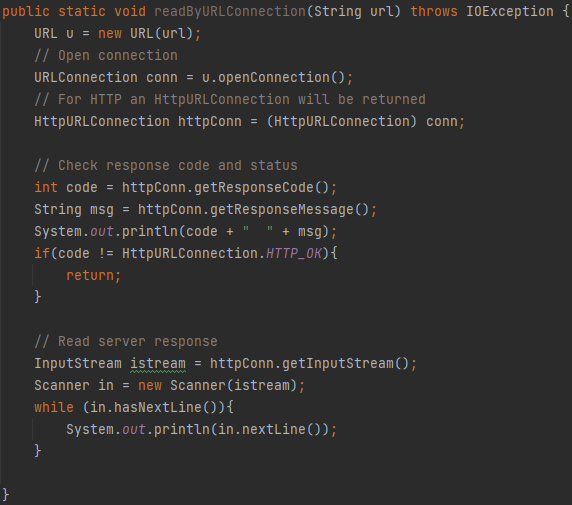 public static void readByURLConnection(String url) throws IOException {
    URL u = new URL(url);
    // Open connection
    URLConnection conn = u.openConnection();
    // For HTTP an HttpURLConnection will be returned
    HttpURLConnection httpConn = (HttpURLConnection) conn;

    // Check response code and status
    int code = httpConn.getResponseCode();
    String msg = httpConn.getResponseMessage();
    System.out.println(code + "  " + msg);
    if(code != HttpURLConnection.HTTP_OK){
        return;
    }

    // Read server response
    InputStream istream = httpConn.getInputStream();
    Scanner in = new Scanner(istream);
    while (in.hasNextLine()){
        System.out.println(in.nextLine());
    }

}